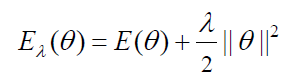 E_λ(θ) = E(θ) + λ/2 ||θ||²